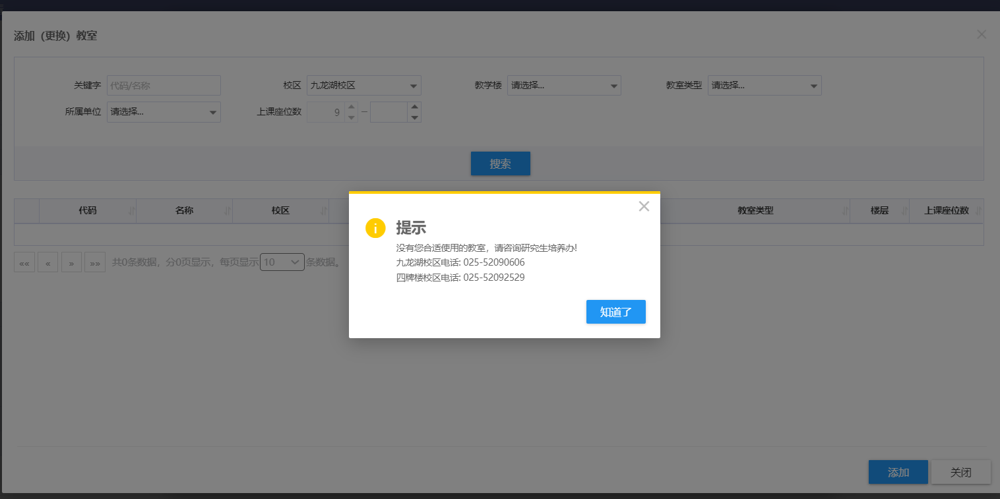 添加（更换）教室
关键字 代码/名称 校区 九龙湖校区 教学楼 请选择... 教室类型 请选择...
所属单位 请选择... 上课座位数 9 –
搜索
代码 名称 校区 教室类型 楼层 上课座位数
«« « » »» 共0条数据，分0页显示，每页显示 10 条数据。
提示
没有您合适使用的教室，请咨询研究生培养办!
九龙湖校区电话: 025-52090606
四牌楼校区电话: 025-52092529
知道了
添加 关闭